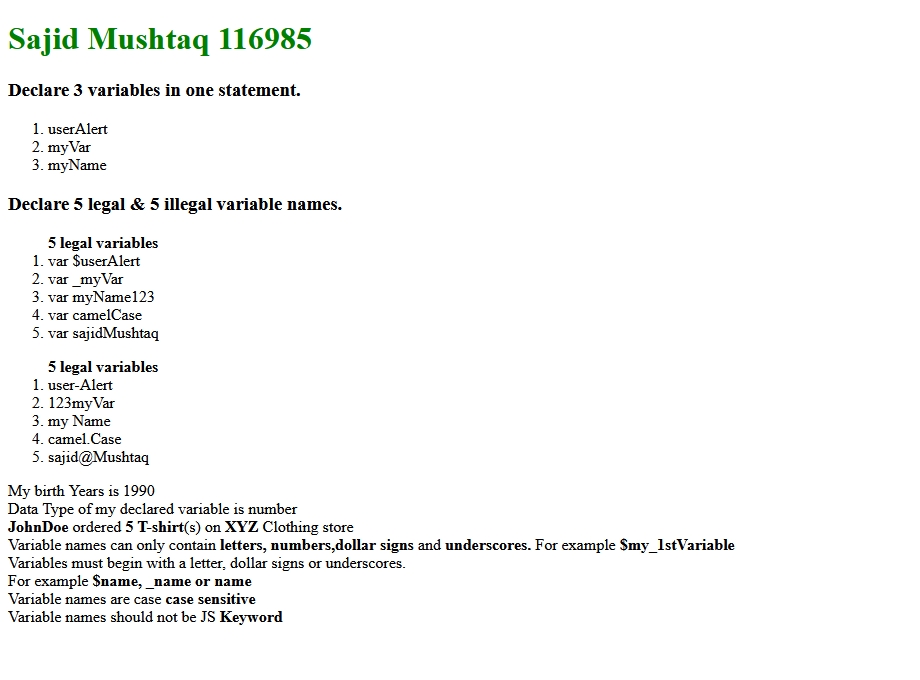 Sajid Mushtaq 116985
Declare 3 variables in one statement.
1. userAlert
2. myVar
3. myName
Declare 5 legal & 5 illegal variable names.
5 legal variables
1. var $userAlert
2. var _myVar
3. var myName123
4. var camelCase
5. var sajidMushtaq
5 legal variables
1. user-Alert
2. 123myVar
3. my Name
4. camel.Case
5. sajid@Mushtaq
My birth Years is 1990
Data Type of my declared variable is number
JohnDoe ordered 5 T-shirt(s) on XYZ Clothing store
Variable names can only contain letters, numbers,dollar signs and underscores. For example $my_1stVariable
Variables must begin with a letter, dollar signs or underscores.
For example $name, _name or name
Variable names are case case sensitive
Variable names should not be JS Keyword